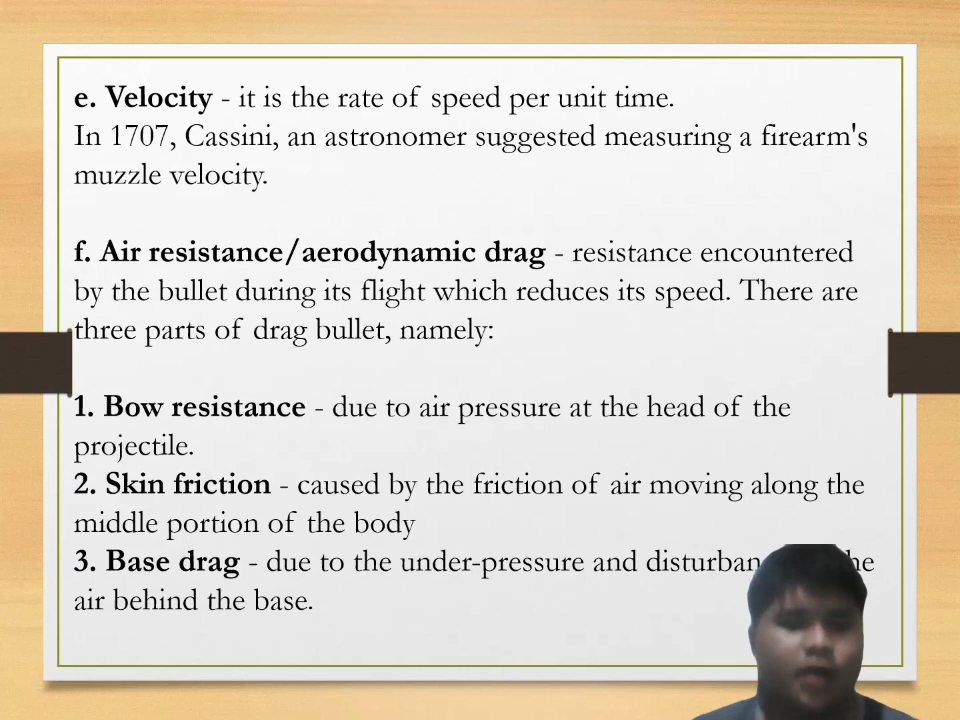 e. Velocity - it is the rate of speed per unit time.
In 1707, Cassini, an astronomer suggested measuring a firearm's
muzzle velocity.
f. Air resistance/aerodynamic drag - resistance encountered
by the bullet during its flight which reduces its speed. There are
three parts of drag bullet, namely:
1. Bow resistance - due to air pressure at the head of the
projectile.
2. Skin friction - caused by the friction of air moving along the
middle portion of the body
3. Base drag - due to the under-pressure and
air behind the base.